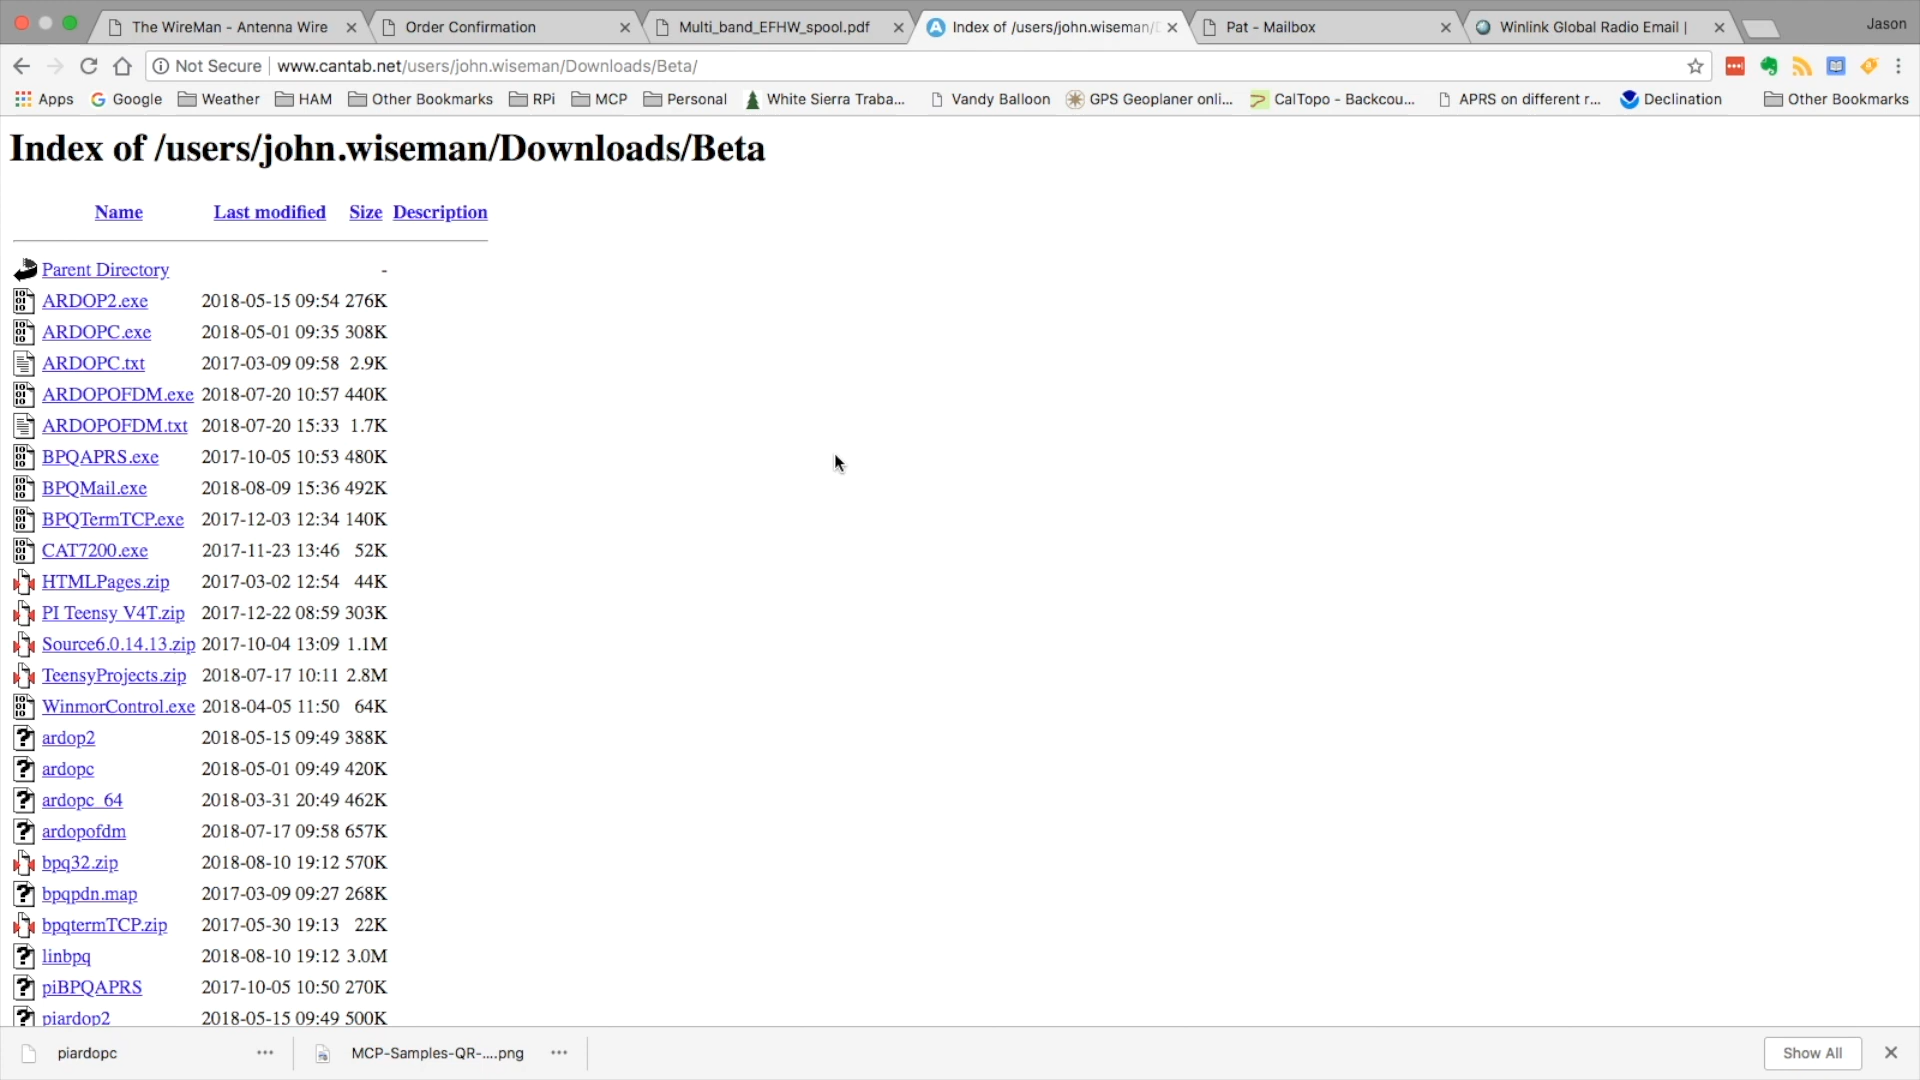 The WireMan - Antenna Wire
Order Confirmation
Multi_band_EFHW_spool.pdf
Index of /users/john.wiseman/D
Pat - Mailbox
Winlink Global Radio Email |
Jason
Not Secure | www.cantab.net/users/john.wiseman/Downloads/Beta/
Apps Google Weather HAM Other Bookmarks RPi MCP Personal White Sierra Traba... Vandy Balloon GPS Geoplaner onli... CalTopo - Backcou... APRS on different r... Declination Other Bookmarks
Index of /users/john.wiseman/Downloads/Beta
Name Last modified Size Description
Parent Directory -
ARDOP2.exe 2018-05-15 09:54 276K
ARDOPC.exe 2018-05-01 09:35 308K
ARDOPC.txt 2017-03-09 09:58 2.9K
ARDOPOFDM.exe 2018-07-20 10:57 440K
ARDOPOFDM.txt 2018-07-20 15:33 1.7K
BPQAPRS.exe 2017-10-05 10:53 480K
BPQMail.exe 2018-08-09 15:36 492K
BPQTermTCP.exe 2017-12-03 12:34 140K
CAT7200.exe 2017-11-23 13:46 52K
HTMLPages.zip 2017-03-02 12:54 44K
PI Teensy V4T.zip 2017-12-22 08:59 303K
Source6.0.14.13.zip 2017-10-04 13:09 1.1M
TeensyProjects.zip 2018-07-17 10:11 2.8M
WinmorControl.exe 2018-04-05 11:50 64K
ardop2 2018-05-15 09:49 388K
ardopc 2018-05-01 09:49 420K
ardopc_64 2018-03-31 20:49 462K
ardopofdm 2018-07-17 09:58 657K
bpq32.zip 2018-08-10 19:12 570K
bpqpdn.map 2017-03-09 09:27 268K
bpqtermTCP.zip 2017-05-30 19:13 22K
linbpq 2018-08-10 19:12 3.0M
piBPQAPRS 2017-10-05 10:50 270K
piardop2 2018-05-15 09:49 500K
piardopc
MCP-Samples-QR-....png
Show All